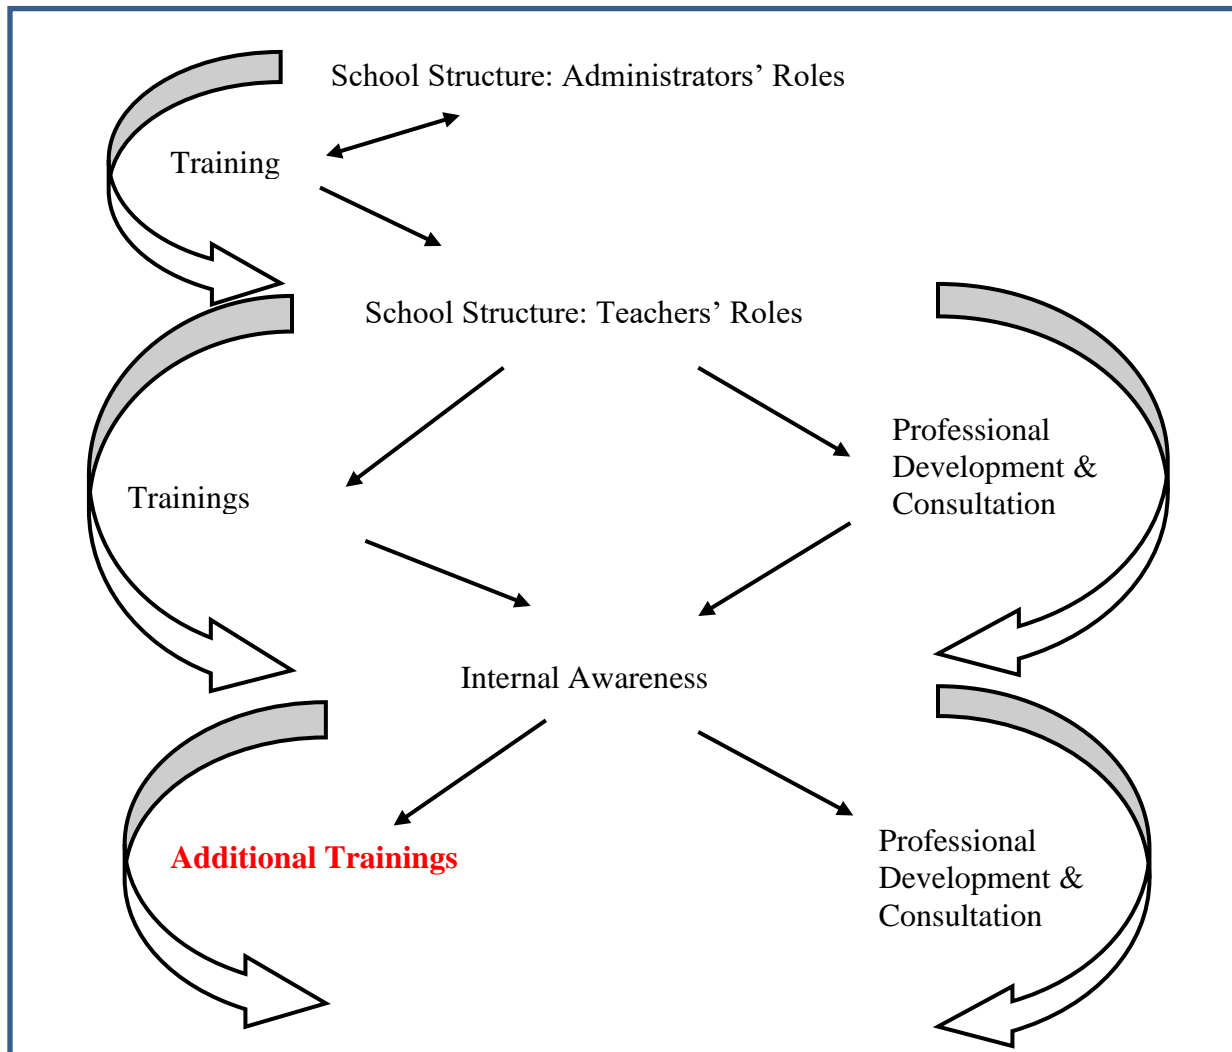 School Structure: Administrators’ Roles
Training
School Structure: Teachers’ Roles
Professional
Development &
Consultation
Trainings
Internal Awareness
Additional Trainings
Professional
Development &
Consultation